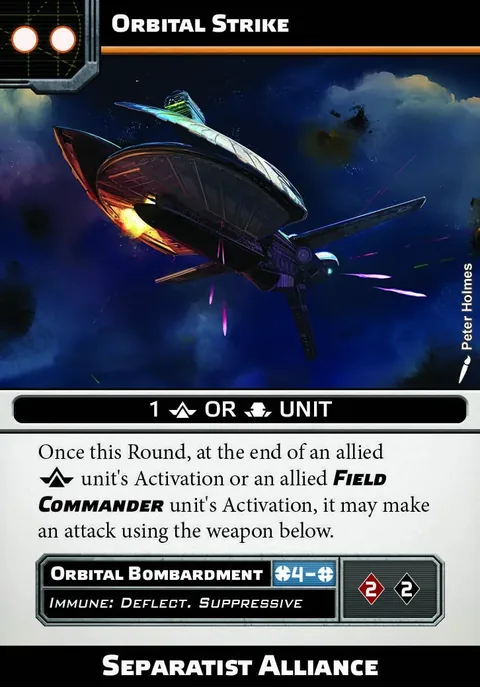 Orbital Strike
Peter Holmes
1 OR UNIT
Once this Round, at the end of an allied
unit's Activation or an allied Field
Commander unit's Activation, it may make
an attack using the weapon below.
Orbital Bombardment 4-
Immune: Deflect. Suppressive
2 2
Separatist Alliance